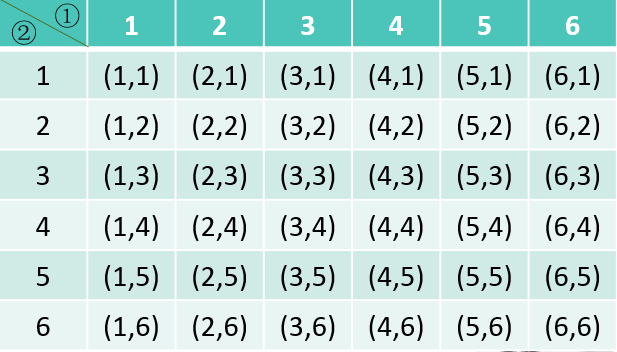 ① 1 2 3 4 5 6
②
1 (1,1) (2,1) (3,1) (4,1) (5,1) (6,1)
2 (1,2) (2,2) (3,2) (4,2) (5,2) (6,2)
3 (1,3) (2,3) (3,3) (4,3) (5,3) (6,3)
4 (1,4) (2,4) (3,4) (4,4) (5,4) (6,4)
5 (1,5) (2,5) (3,5) (4,5) (5,5) (6,5)
6 (1,6) (2,6) (3,6) (4,6) (5,6) (6,6)